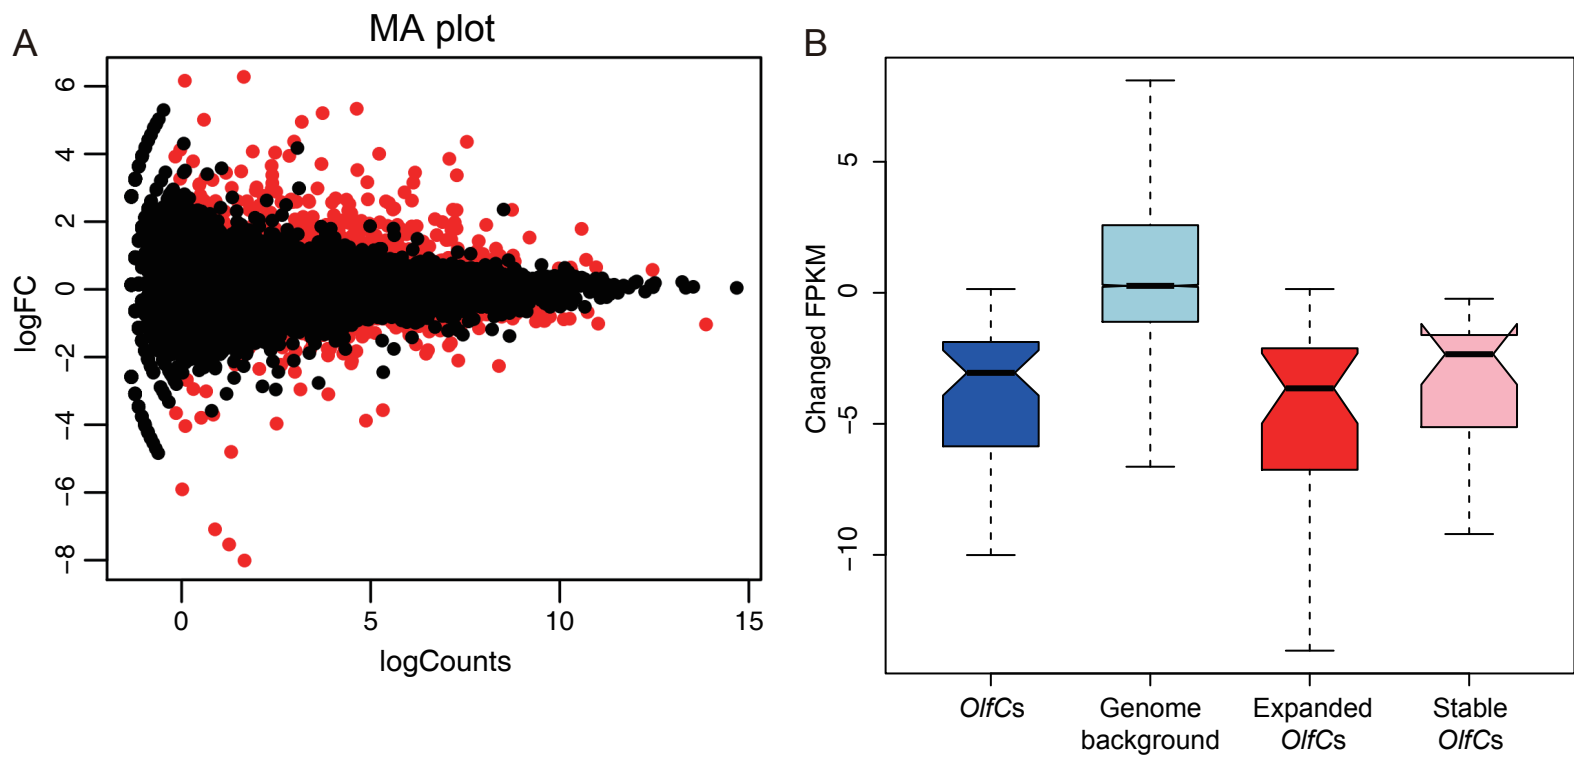 A
MA plot
6
4
2
0
−2
−4
−6
−8
logFC
0
5
10
15
logCounts
B
5
0
−5
−10
Changed FPKM
OlfCs
Genome
background
Expanded
OlfCs
Stable
OlfCs